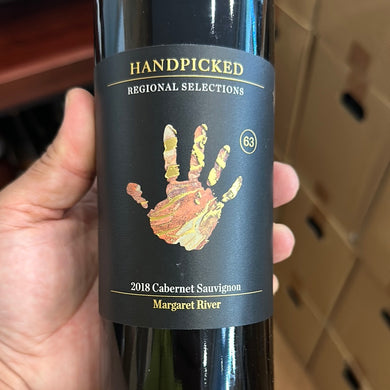 HANDPICKED
REGIONAL SELECTIONS
63
2018 Cabernet Sauvignon
Margaret River